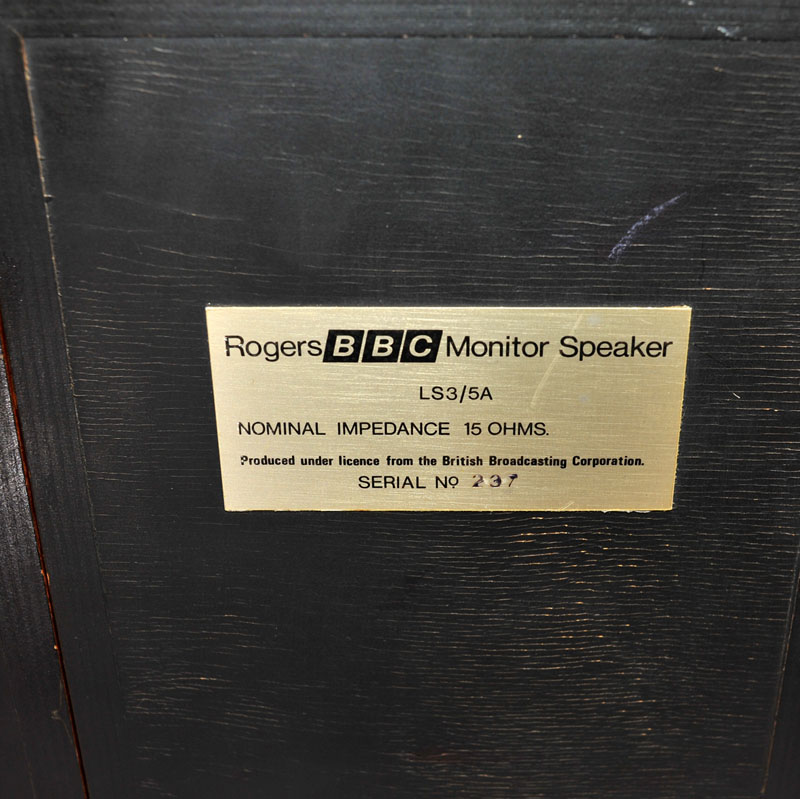 Rogers BBC Monitor Speaker
LS3/5A
NOMINAL IMPEDANCE 15 OHMS.
Produced under licence from the British Broadcasting Corporation.
SERIAL Nº 237